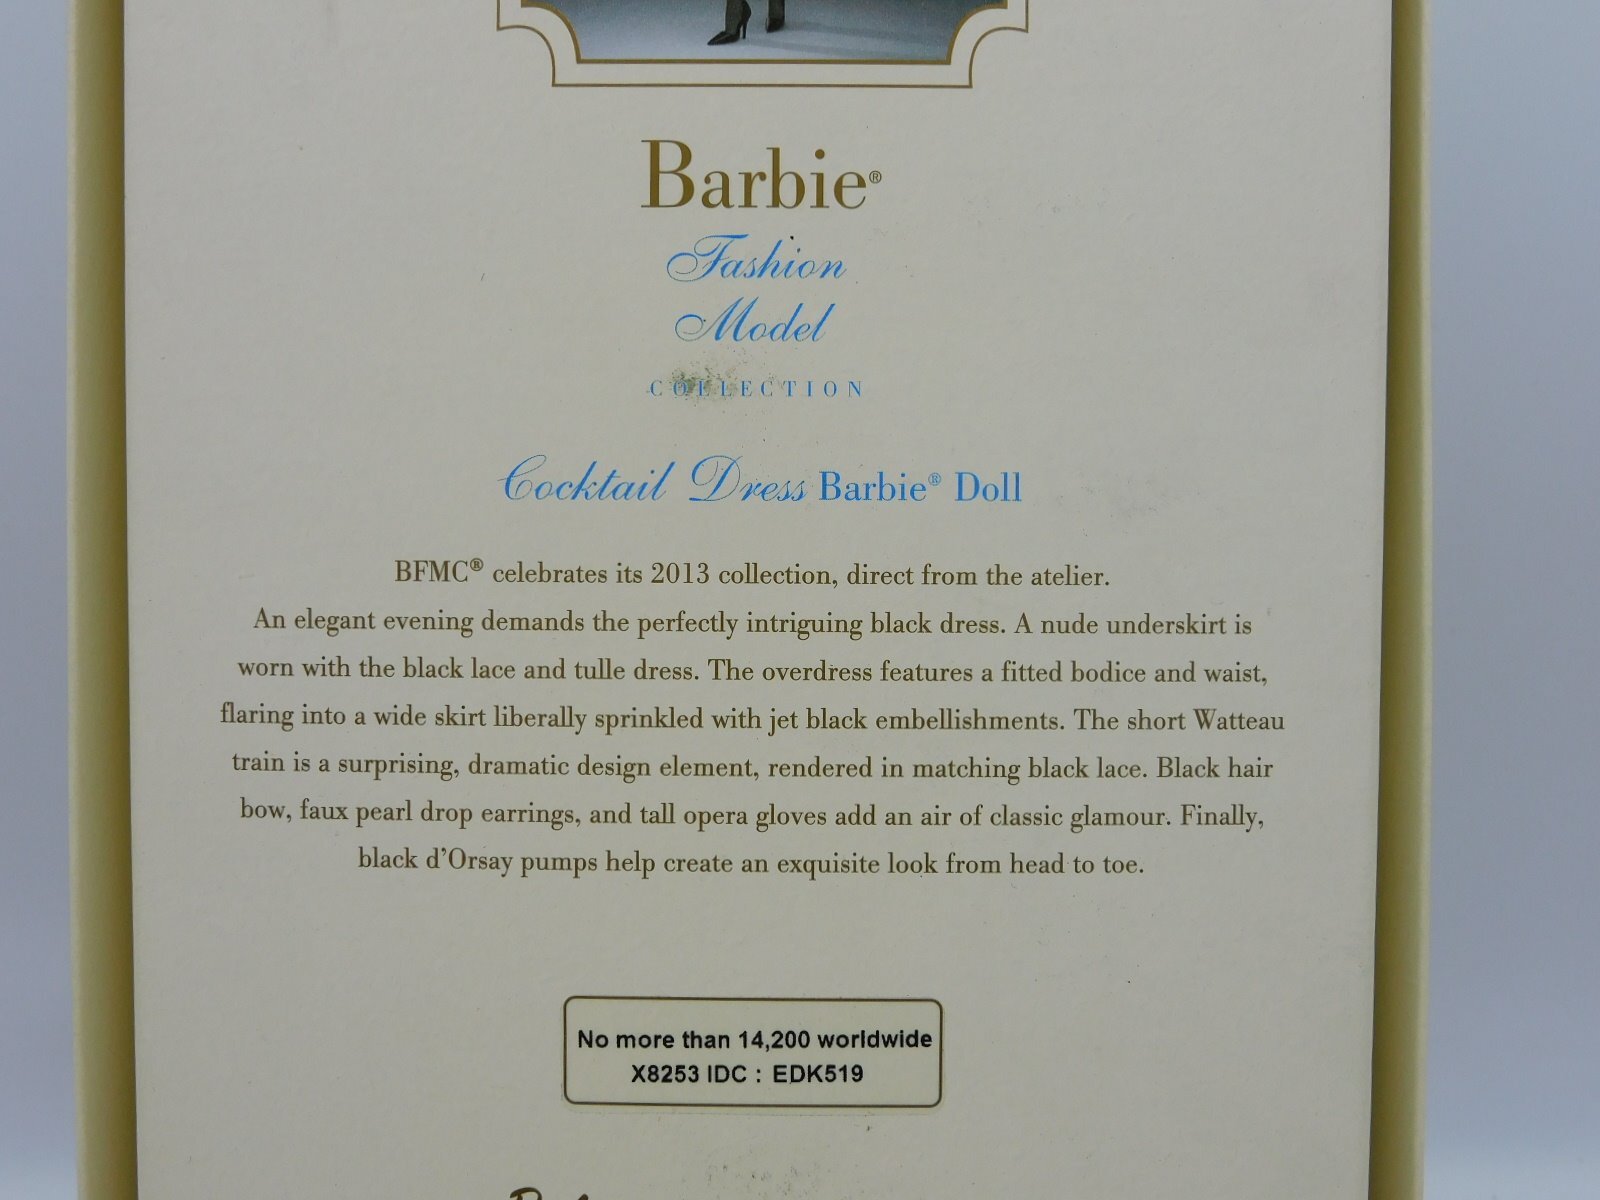 Barbie®
Fashion
Model
COLLECTION
Cocktail Dress Barbie® Doll
BFMC® celebrates its 2013 collection, direct from the atelier.
An elegant evening demands the perfectly intriguing black dress. A nude underskirt is
worn with the black lace and tulle dress. The overdress features a fitted bodice and waist,
flaring into a wide skirt liberally sprinkled with jet black embellishments. The short Watteau
train is a surprising, dramatic design element, rendered in matching black lace. Black hair
bow, faux pearl drop earrings, and tall opera gloves add an air of classic glamour. Finally,
black d’Orsay pumps help create an exquisite look from head to toe.
No more than 14,200 worldwide
X8253 IDC : EDK519